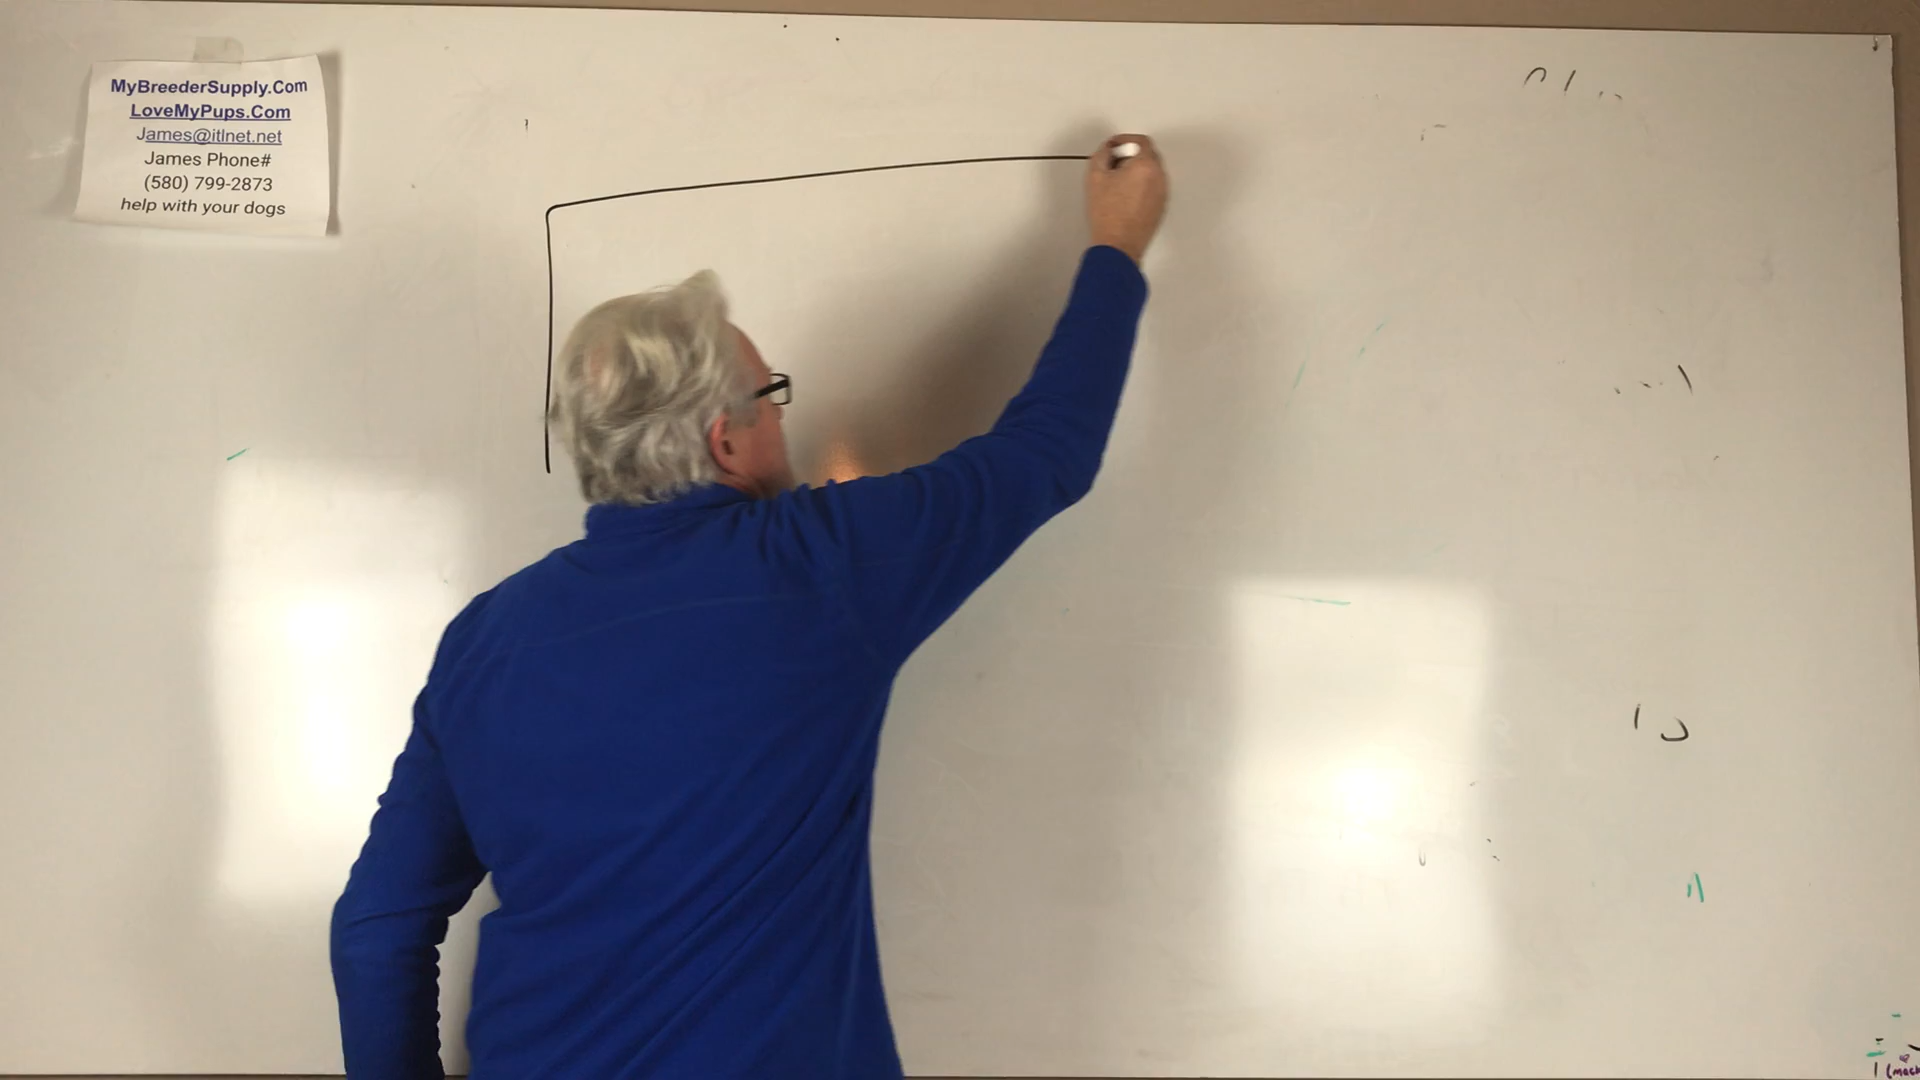 MyBreederSupply.Com
LoveMyPups.Com
James@itlnet.net
James Phone#
(580) 799-2873
help with your dogs